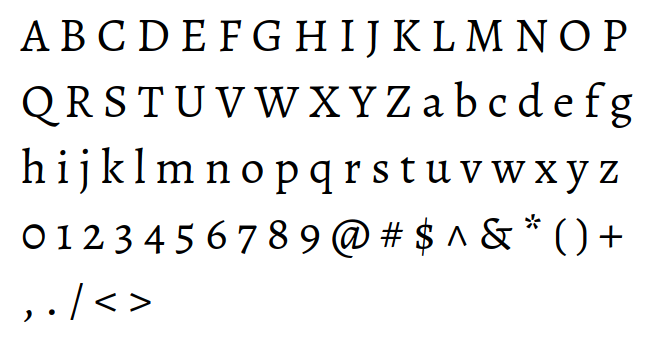 A B C D E F G H I J K L M N O P
Q R S T U V W X Y Z a b c d e f g
h i j k l m n o p q r s t u v w x y z
0 1 2 3 4 5 6 7 8 9 @ # $ ^ & * ( ) +
, . / < >